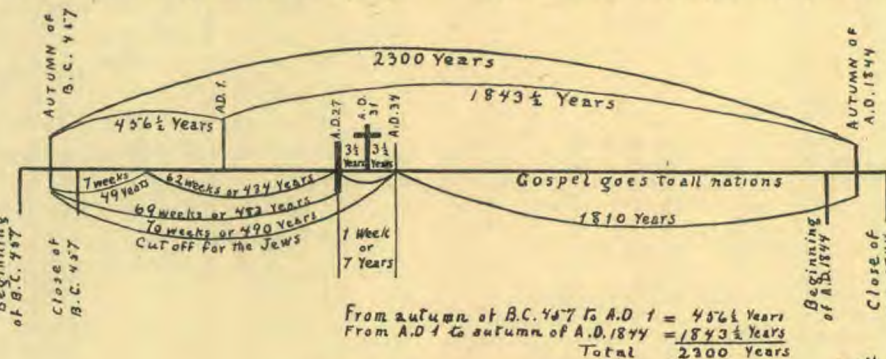 AUTUMN OF
B.C. 457
2300 Years
AUTUMN OF
A.D. 1844
456½ Years
A.D. 1.
1843½ Years
A.D. 27
A.D.
31
A.D. 34
3½
Years
3½
Years
7 weeks
49 Years
62 weeks or 434 Years
69 weeks or 483 Years
70 weeks or 490 Years
Cut off for the Jews
1 Week
or
7 Years
Gospel goes to all nations
1810 Years
Beginning
of B.C. 457
Close of
B.C. 457
Beginning
of A.D. 1844
Close of
From autumn of B.C. 457 to A.D 1 = 456½ Years
From A.D 1 to autumn of A.D. 1844 = 1843½ Years
Total 2300 Years